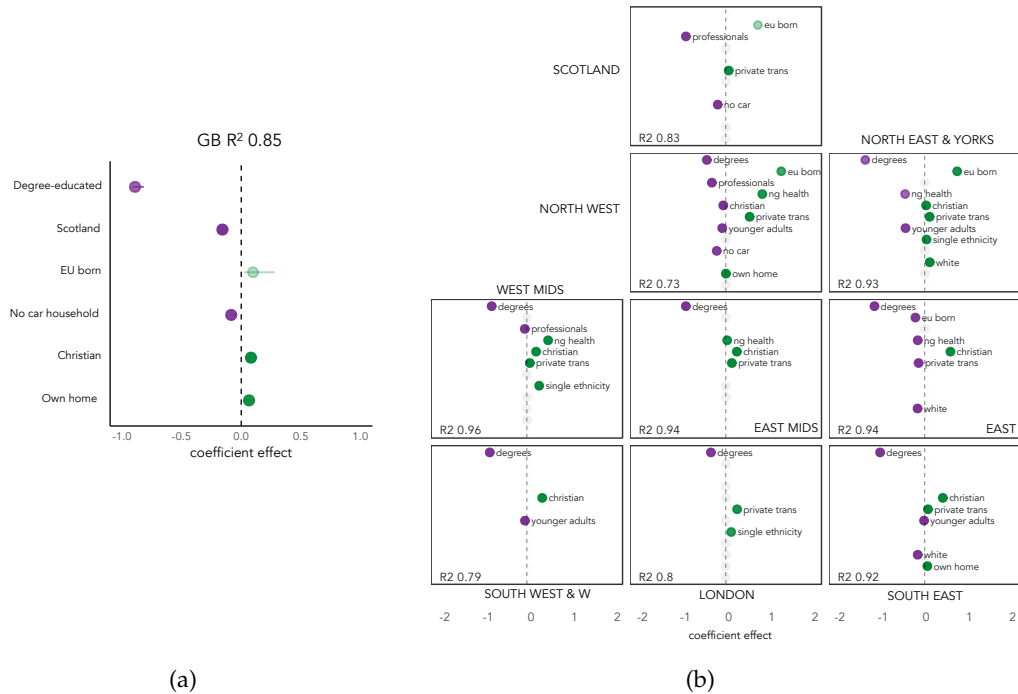 GB R² 0.85
Degree-educated
Scotland
EU born
No car household
Christian
Own home
-1.0 -0.5 0.0 0.5 1.0
coefficient effect
(a)
SCOTLAND
eu born
professionals
private trans
no car
R2 0.83
NORTH WEST
degrees
eu born
professionals
ng health
christian
private trans
younger adults
no car
own home
R2 0.73
NORTH EAST & YORKS
degrees
eu born
ng health
christian
private trans
younger adults
single ethnicity
white
R2 0.93
WEST MIDS
degrees
professionals
ng health
christian
private trans
single ethnicity
R2 0.96
degrees
ng health
christian
private trans
R2 0.94
EAST MIDS
degrees
eu born
ng health
christian
private trans
white
R2 0.94
EAST
degrees
christian
younger adults
R2 0.79
SOUTH WEST & W
degrees
private trans
single ethnicity
R2 0.8
LONDON
degrees
christian
private trans
younger adults
white
own home
R2 0.92
SOUTH EAST
-2 -1 0 1 2
-2 -1 0 1 2
-2 -1 0 1 2
coefficient effect
(b)